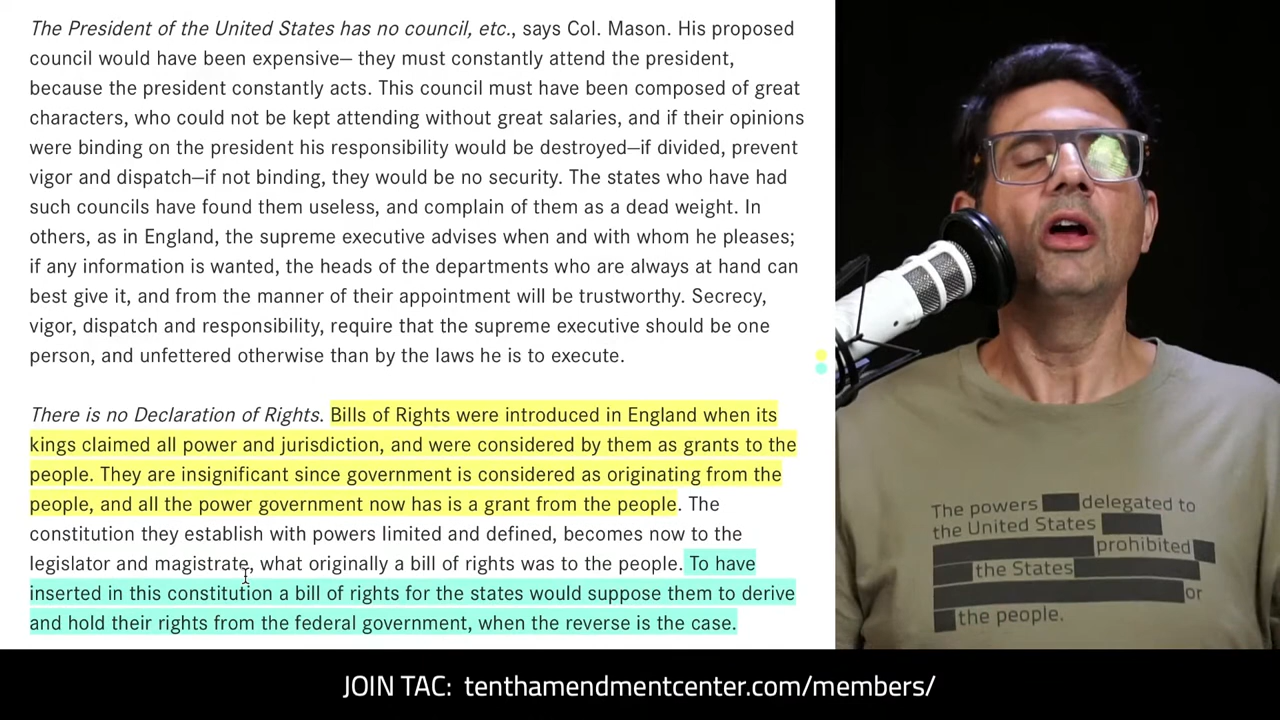 The President of the United States has no council, etc., says Col. Mason. His proposed
council would have been expensive— they must constantly attend the president,
because the president constantly acts. This council must have been composed of great
characters, who could not be kept attending without great salaries, and if their opinions
were binding on the president his responsibility would be destroyed—if divided, prevent
vigor and dispatch—if not binding, they would be no security. The states who have had
such councils have found them useless, and complain of them as a dead weight. In
others, as in England, the supreme executive advises when and with whom he pleases;
if any information is wanted, the heads of the departments who are always at hand can
best give it, and from the manner of their appointment will be trustworthy. Secrecy,
vigor, dispatch and responsibility, require that the supreme executive should be one
person, and unfettered otherwise than by the laws he is to execute.
There is no Declaration of Rights. Bills of Rights were introduced in England when its
kings claimed all power and jurisdiction, and were considered by them as grants to the
people. They are insignificant since government is considered as originating from the
people, and all the power government now has is a grant from the people. The
constitution they establish with powers limited and defined, becomes now to the
legislator and magistrate, what originally a bill of rights was to the people. To have
inserted in this constitution a bill of rights for the states would suppose them to derive
and hold their rights from the federal government, when the reverse is the case.
The powers delegated to
the United States
prohibited
the States
or
the people.
JOIN TAC: tenthamendmentcenter.com/members/